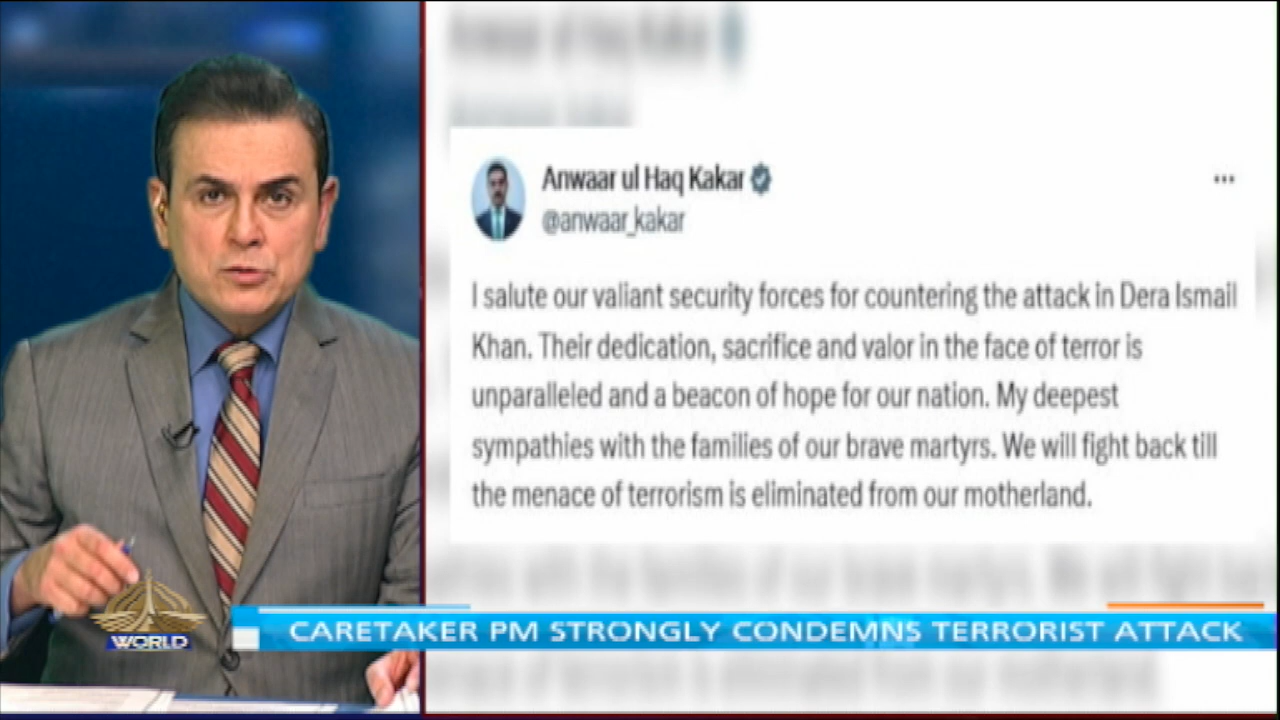 Anwaar ul Haq Kakar
@anwaar_kakar
I salute our valiant security forces for countering the attack in Dera Ismail
Khan. Their dedication, sacrifice and valor in the face of terror is
unparalleled and a beacon of hope for our nation. My deepest
sympathies with the families of our brave martyrs. We will fight back till
the menace of terrorism is eliminated from our motherland.
WORLD
CARETAKER PM STRONGLY CONDEMNS TERRORIST ATTACK